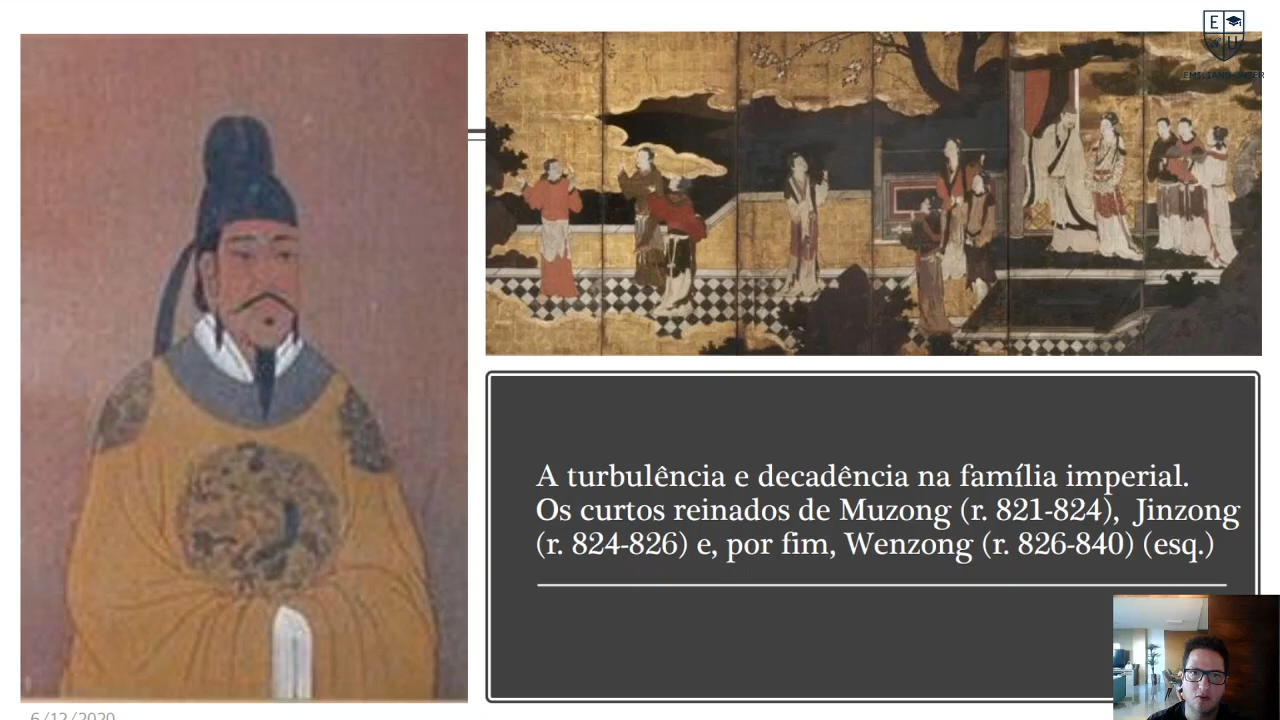 E
U
A turbulência e decadência na família imperial.
Os curtos reinados de Muzong (r. 821-824), Jinzong
(r. 824-826) e, por fim, Wenzong (r. 826-840) (esq.)
6/12/2020